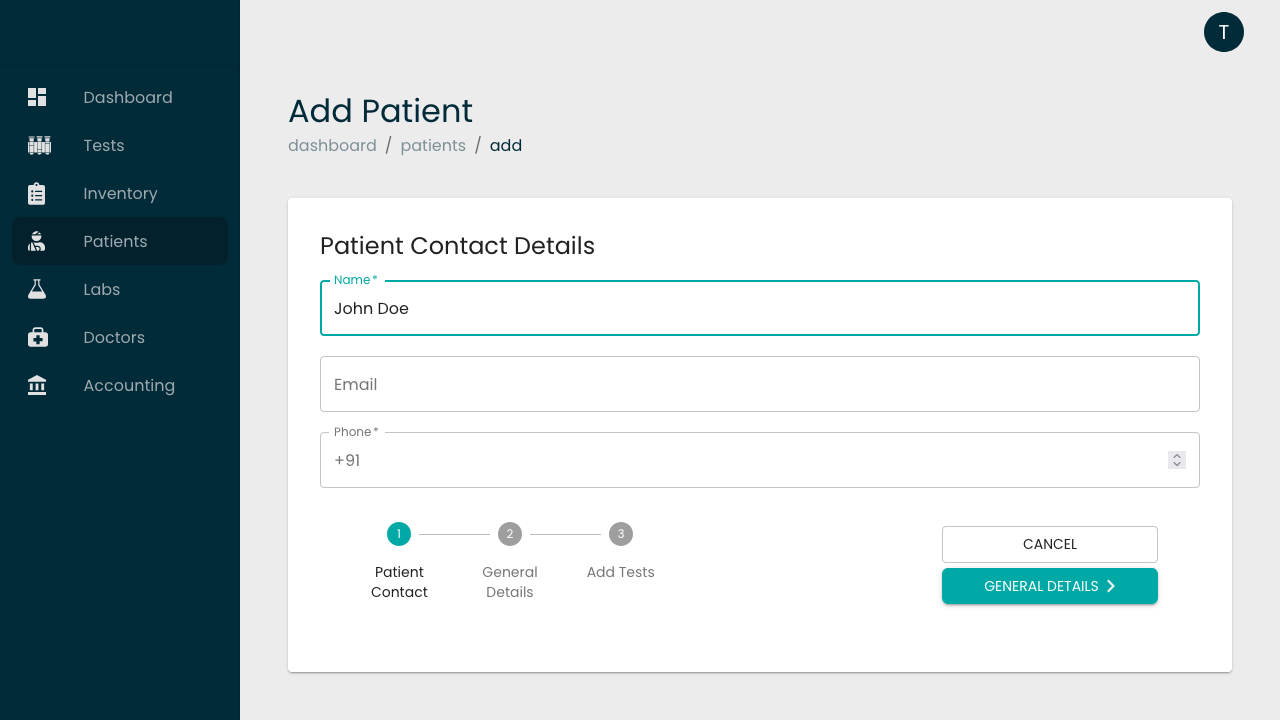 T
Dashboard
Tests
Inventory
Patients
Labs
Doctors
Accounting
Add Patient
dashboard / patients / add
Patient Contact Details
Name *
John Doe
Email
Phone *
+91
1 2 3
Patient Contact
General Details
Add Tests
CANCEL
GENERAL DETAILS